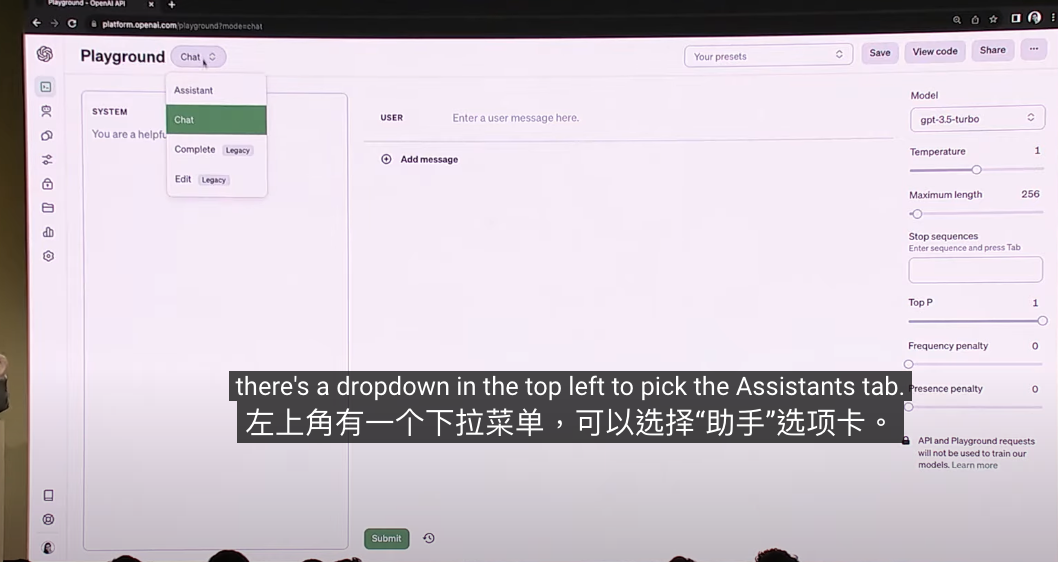 Playground - OpenAI API
platform.openai.com/playground?mode=chat
Playground
Chat
Your presets
Save
View code
Share
Assistant
Chat
Complete Legacy
Edit Legacy
SYSTEM
You are a helpfu
USER
Enter a user message here.
Add message
Model
gpt-3.5-turbo
Temperature 1
Maximum length 256
Stop sequences
Enter sequence and press Tab
Top P 1
Frequency penalty 0
Presence penalty 0
API and Playground requests
will not be used to train our
models. Learn more
Submit
there's a dropdown in the top left to pick the Assistants tab.
左上角有一个下拉菜单，可以选择“助手”选项卡。